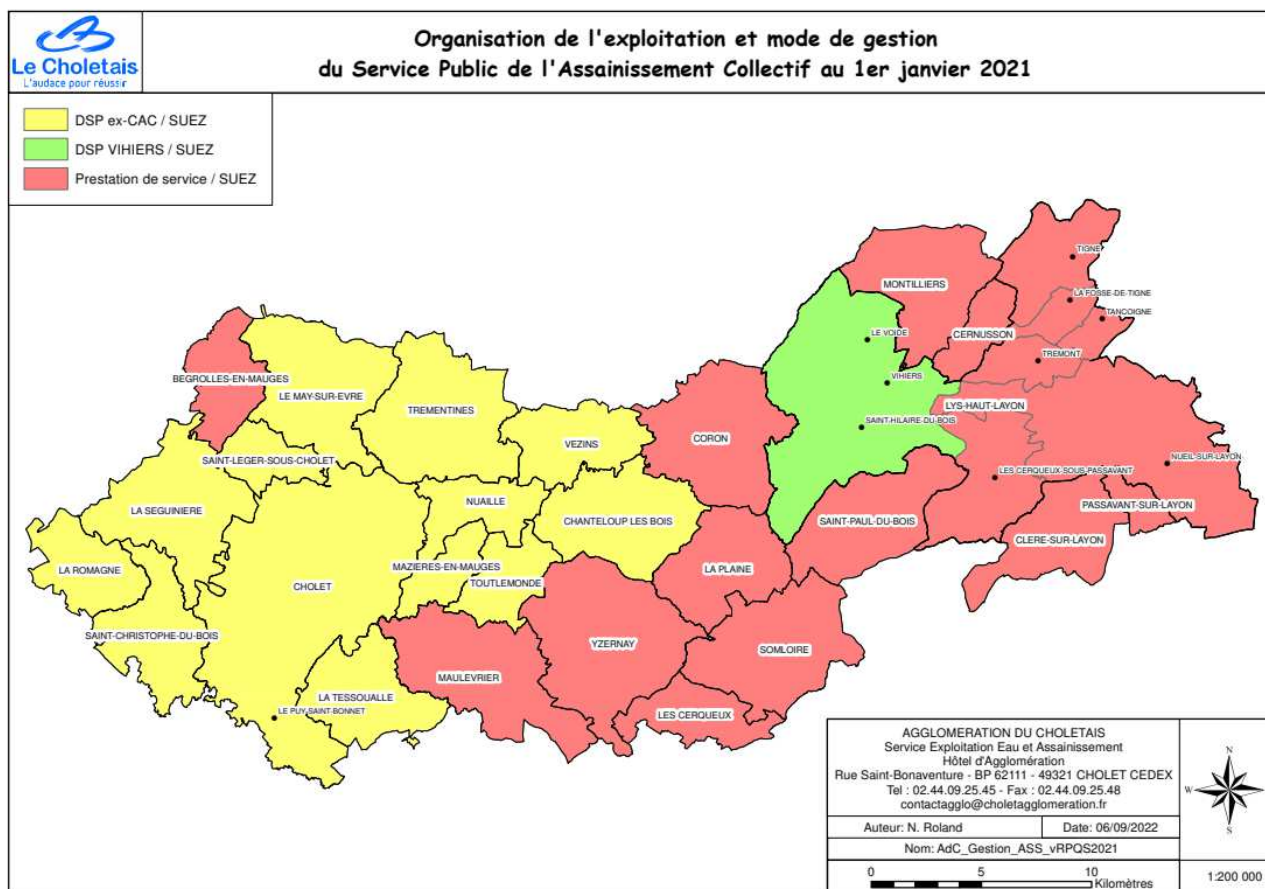 Le Choletais
L'audace pour réussir
Organisation de l'exploitation et mode de gestion
du Service Public de l'Assainissement Collectif au 1er janvier 2021
DSP ex-CAC / SUEZ
DSP VIHIERS / SUEZ
Prestation de service / SUEZ
TIGNE
MONTILLIERS
LA FOSSE-DE-TIGNE
TANCOIGNE
CERNUSSON
LE VOIDE
TREMONT
BEGROLLES-EN-MAUGES
VIHIERS
LE MAY-SUR-EVRE
LYS-HAUT-LAYON
TREMENTINES
SAINT-HILAIRE-DU-BOIS
VEZINS
CORON
SAINT-LEGER-SOUS-CHOLET
NUEIL-SUR-LAYON
LES CERQUEUX-SOUS-PASSAVANT
NUAILLE
LA SEGUINIERE
PASSAVANT-SUR-LAYON
CHANTELOUP LES BOIS
SAINT-PAUL-DU-BOIS
CLERE-SUR-LAYON
MAZIERES-EN-MAUGES
LA ROMAGNE
LA PLAINE
TOUTLEMONDE
CHOLET
SAINT-CHRISTOPHE-DU-BOIS
YZERNAY
SOMLOIRE
MAULEVRIER
LA TESSOUALLE
LE PUY-SAINT-BONNET
LES CERQUEUX
AGGLOMERATION DU CHOLETAIS
Service Exploitation Eau et Assainissement
Hôtel d'Agglomération
Rue Saint-Bonaventure - BP 62111 - 49321 CHOLET CEDEX
Tel : 02.44.09.25.45 - Fax : 02.44.09.25.48
contactagglo@choletagglomeration.fr
Auteur: N. Roland
Date: 06/09/2022
Nom: AdC_Gestion_ASS_vRPQS2021
N
W
E
S
0 5 10
Kilomètres
1:200 000